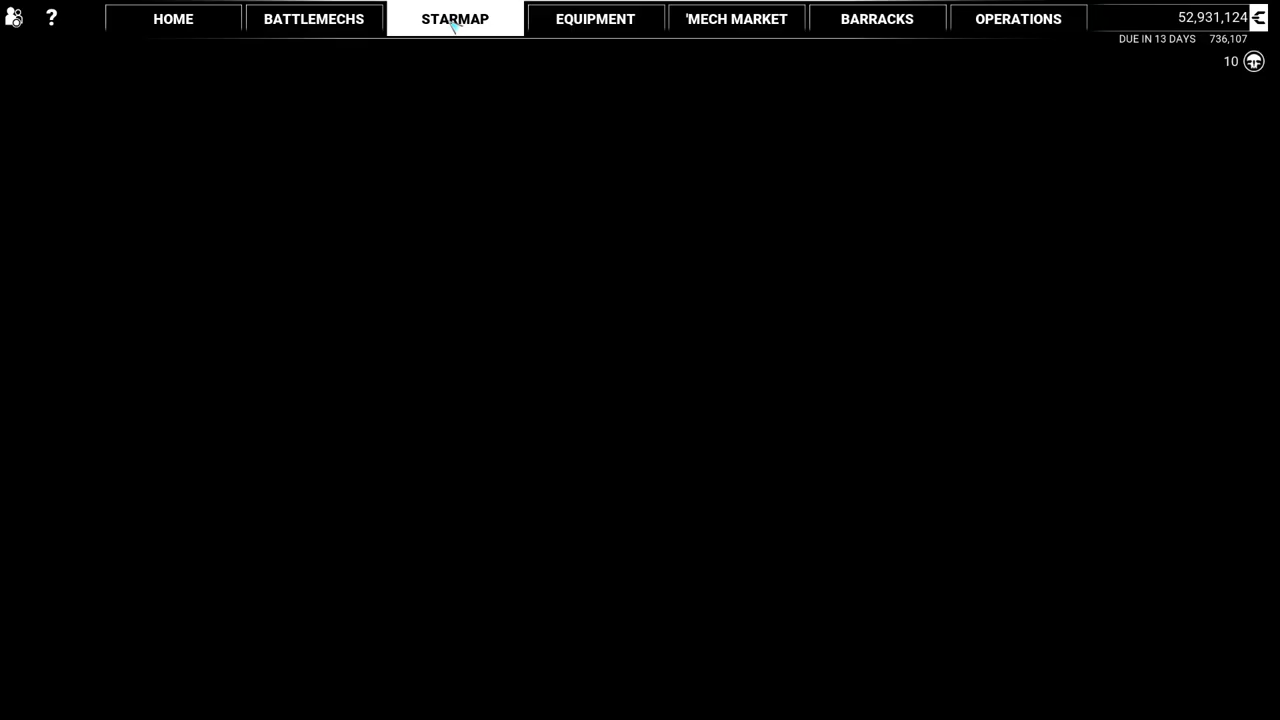 ? HOME BATTLEMECHS STARMAP EQUIPMENT 'MECH MARKET BARRACKS OPERATIONS 52,931,124
DUE IN 13 DAYS 736,107
10